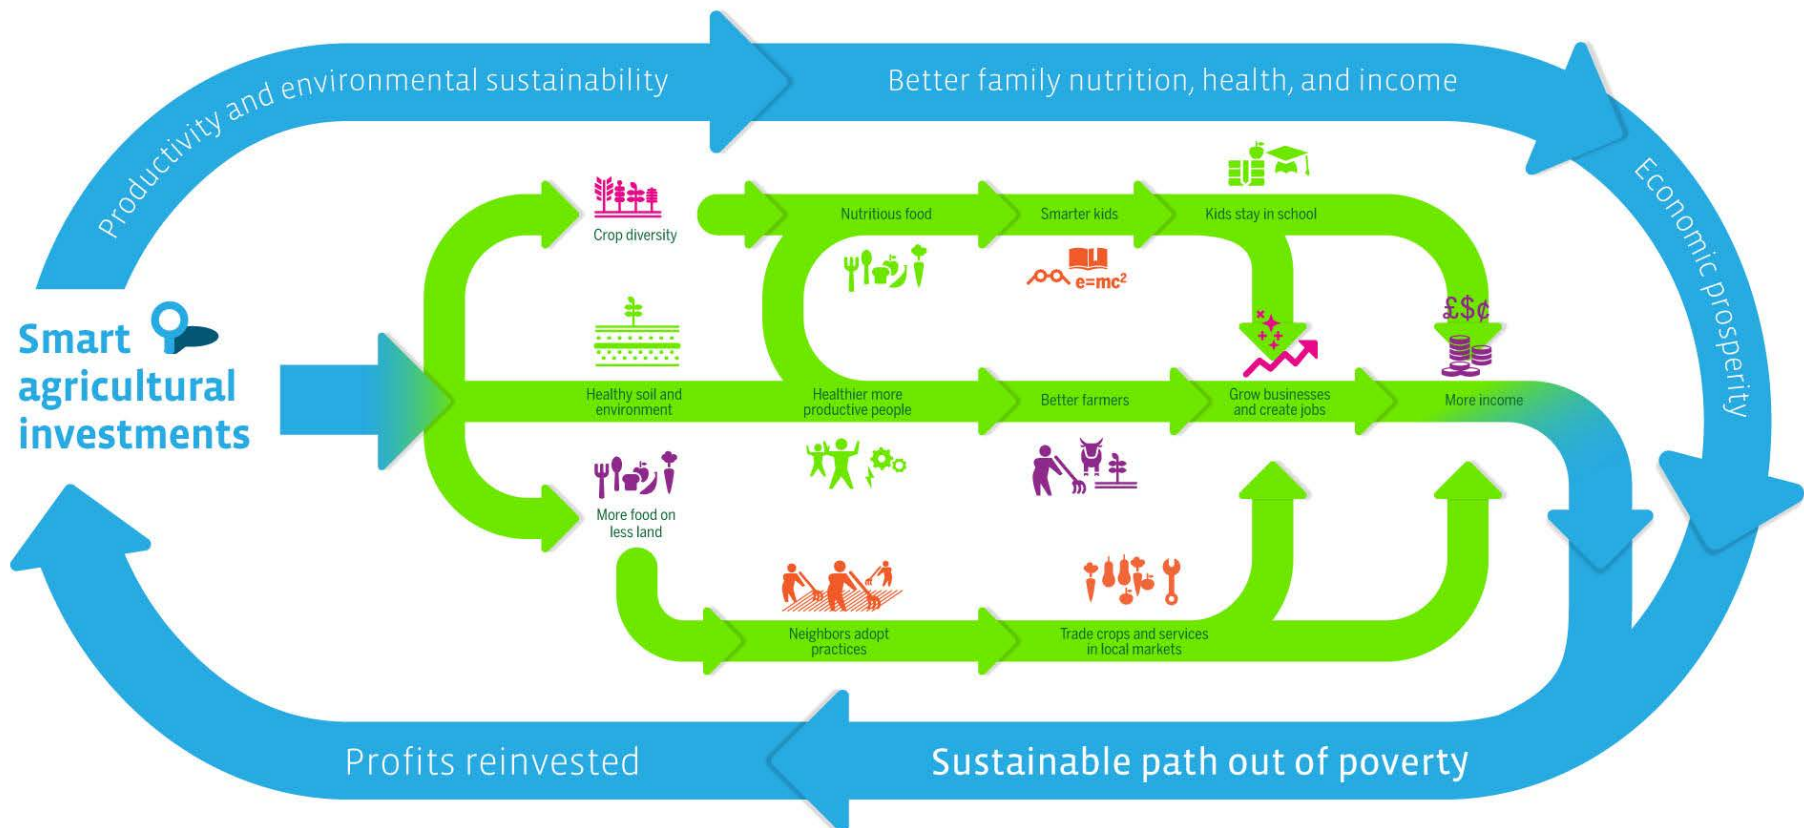 Productivity and environmental sustainability
Better family nutrition, health, and income
Economic prosperity
Smart
agricultural
investments
Crop diversity
Nutritious food
Smarter kids
Kids stay in school
e=mc²
£$¢
Healthy soil and
environment
Healthier more
productive people
Better farmers
Grow businesses
and create jobs
More income
More food on
less land
Neighbors adopt
practices
Trade crops and services
in local markets
Profits reinvested
Sustainable path out of poverty